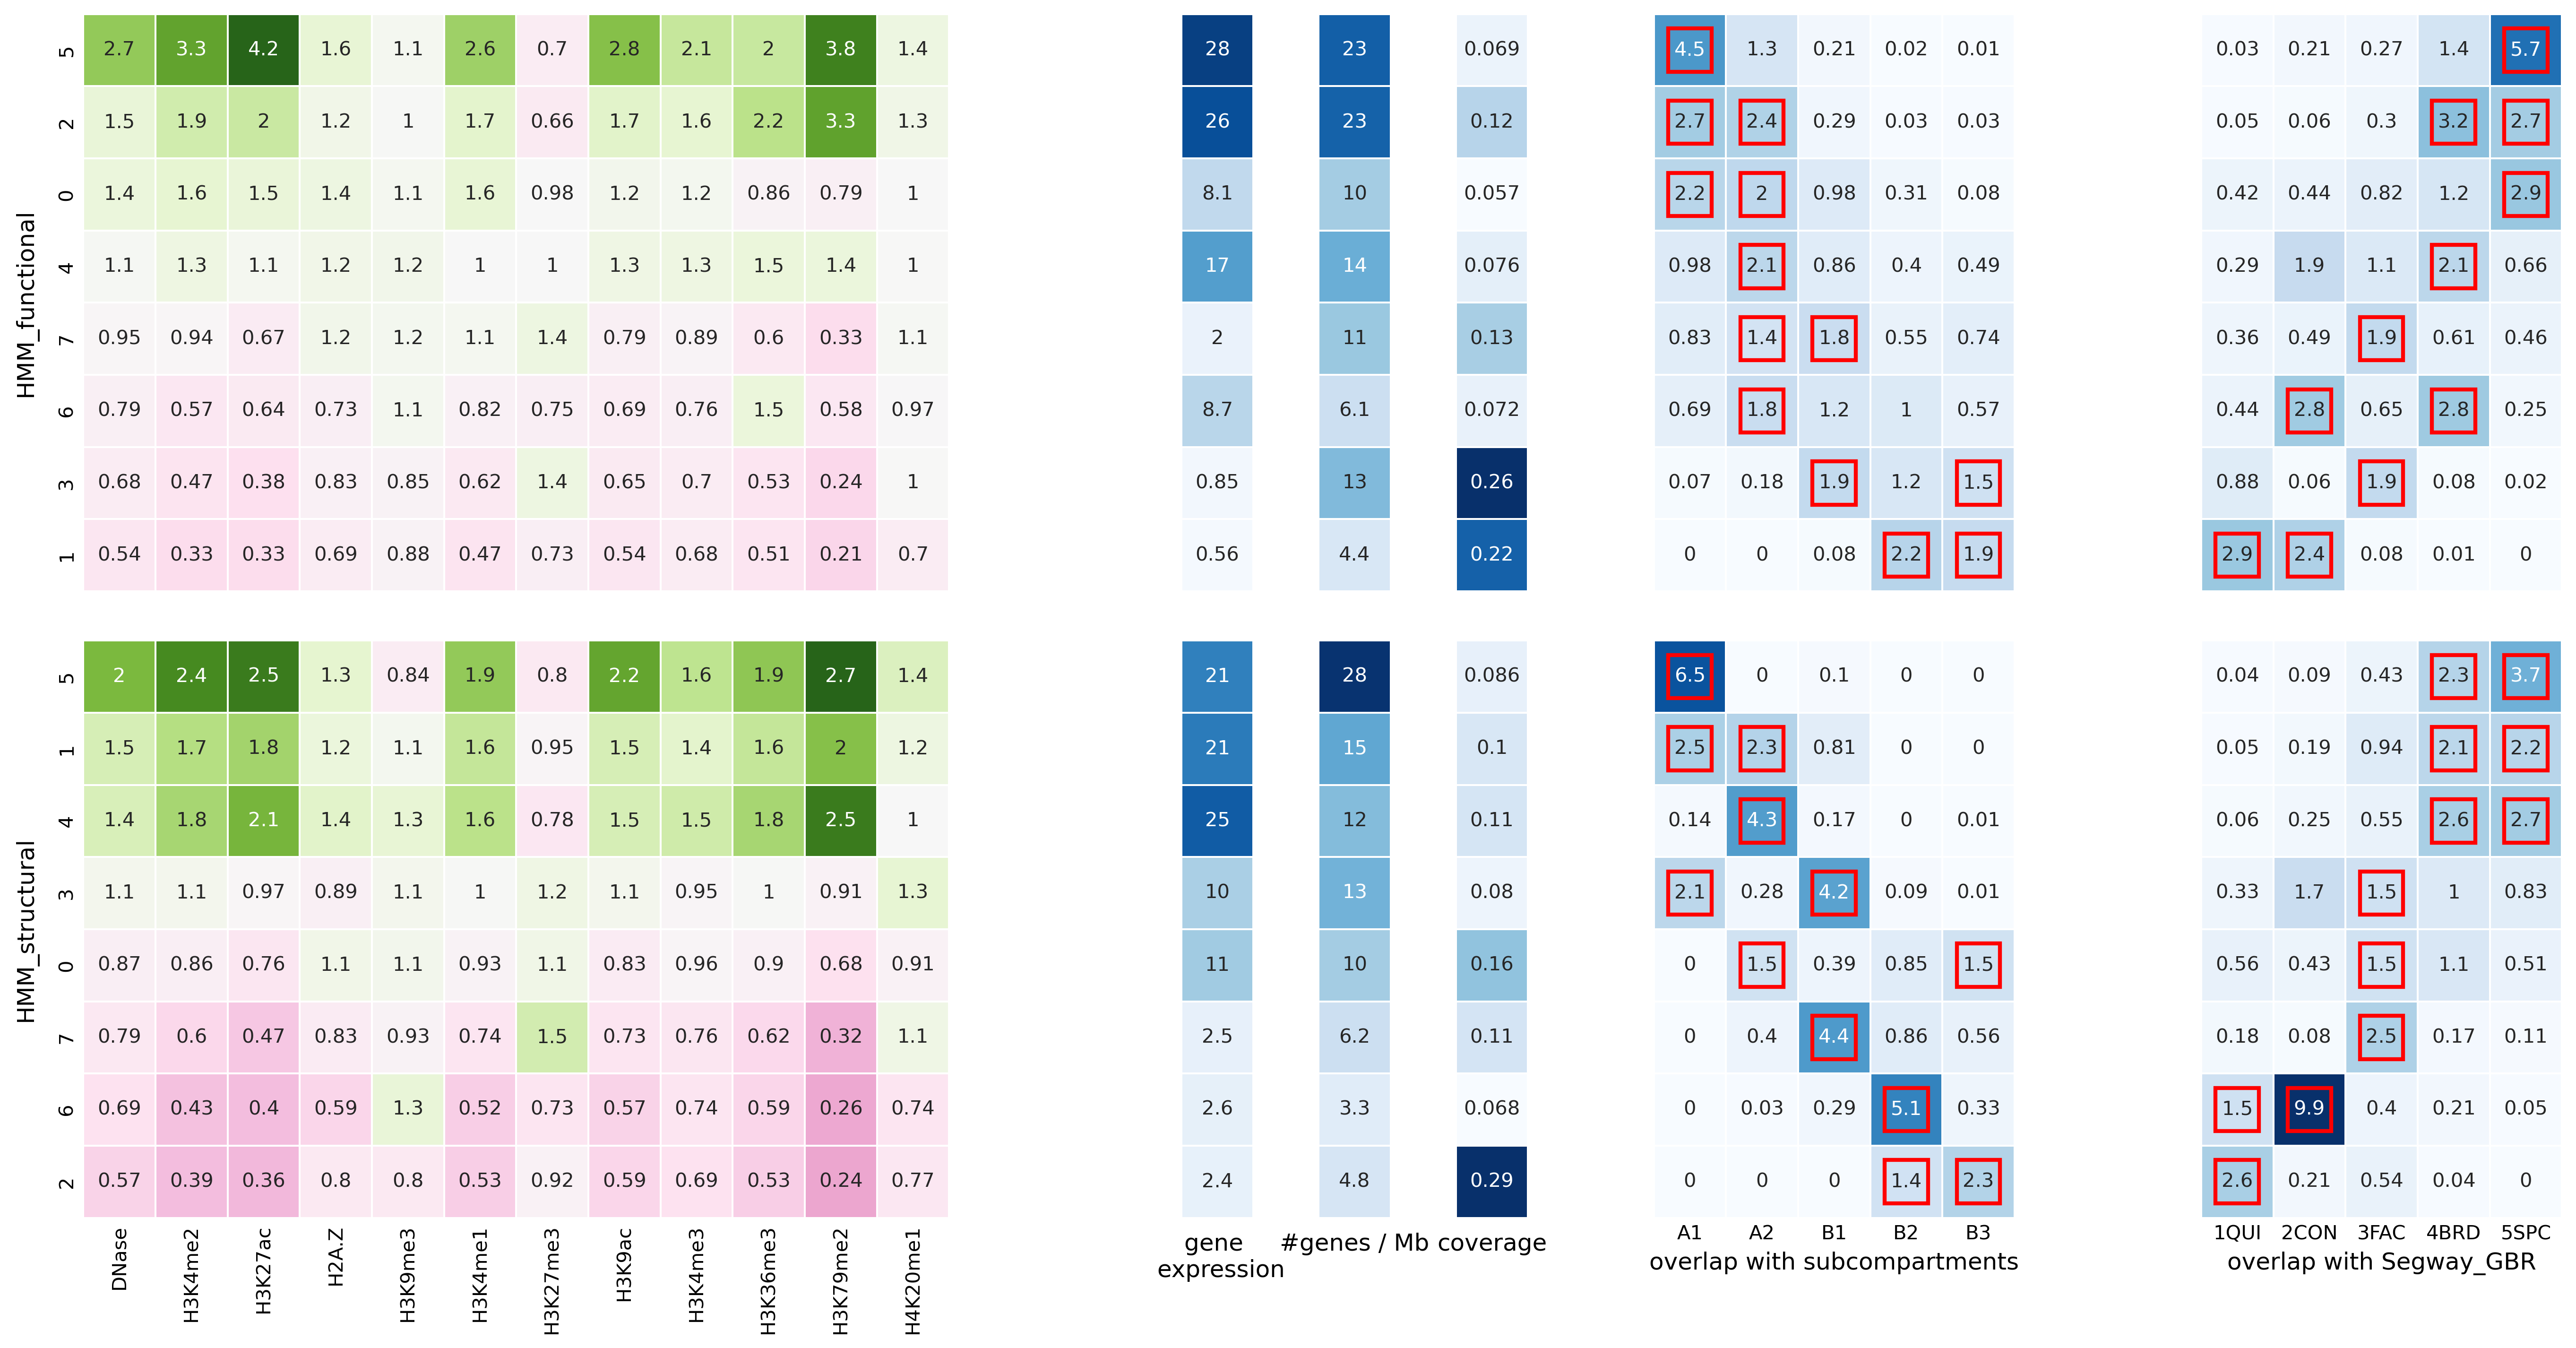 HMM_functional
5 2.7 3.3 4.2 1.6 1.1 2.6 0.7 2.8 2.1 2 3.8 1.4 28 23 0.069 4.5 1.3 0.21 0.02 0.01 0.03 0.21 0.27 1.4 5.7
2 1.5 1.9 2 1.2 1 1.7 0.66 1.7 1.6 2.2 3.3 1.3 26 23 0.12 2.7 2.4 0.29 0.03 0.03 0.05 0.06 0.3 3.2 2.7
0 1.4 1.6 1.5 1.4 1.1 1.6 0.98 1.2 1.2 0.86 0.79 1 8.1 10 0.057 2.2 2 0.98 0.31 0.08 0.42 0.44 0.82 1.2 2.9
4 1.1 1.3 1.1 1.2 1.2 1 1 1.3 1.3 1.5 1.4 1 17 14 0.076 0.98 2.1 0.86 0.4 0.49 0.29 1.9 1.1 2.1 0.66
7 0.95 0.94 0.67 1.2 1.2 1.1 1.4 0.79 0.89 0.6 0.33 1.1 2 11 0.13 0.83 1.4 1.8 0.55 0.74 0.36 0.49 1.9 0.61 0.46
6 0.79 0.57 0.64 0.73 1.1 0.82 0.75 0.69 0.76 1.5 0.58 0.97 8.7 6.1 0.072 0.69 1.8 1.2 1 0.57 0.44 2.8 0.65 2.8 0.25
3 0.68 0.47 0.38 0.83 0.85 0.62 1.4 0.65 0.7 0.53 0.24 1 0.85 13 0.26 0.07 0.18 1.9 1.2 1.5 0.88 0.06 1.9 0.08 0.02
1 0.54 0.33 0.33 0.69 0.88 0.47 0.73 0.54 0.68 0.51 0.21 0.7 0.56 4.4 0.22 0 0 0.08 2.2 1.9 2.9 2.4 0.08 0.01 0
HMM_structural
5 2 2.4 2.5 1.3 0.84 1.9 0.8 2.2 1.6 1.9 2.7 1.4 21 28 0.086 6.5 0 0.1 0 0 0.04 0.09 0.43 2.3 3.7
1 1.5 1.7 1.8 1.2 1.1 1.6 0.95 1.5 1.4 1.6 2 1.2 21 15 0.1 2.5 2.3 0.81 0 0 0.05 0.19 0.94 2.1 2.2
4 1.4 1.8 2.1 1.4 1.3 1.6 0.78 1.5 1.5 1.8 2.5 1 25 12 0.11 0.14 4.3 0.17 0 0.01 0.06 0.25 0.55 2.6 2.7
3 1.1 1.1 0.97 0.89 1.1 1 1.2 1.1 0.95 1 0.91 1.3 10 13 0.08 2.1 0.28 4.2 0.09 0.01 0.33 1.7 1.5 1 0.83
0 0.87 0.86 0.76 1.1 1.1 0.93 1.1 0.83 0.96 0.9 0.68 0.91 11 10 0.16 0 1.5 0.39 0.85 1.5 0.56 0.43 1.5 1.1 0.51
7 0.79 0.6 0.47 0.83 0.93 0.74 1.5 0.73 0.76 0.62 0.32 1.1 2.5 6.2 0.11 0 0.4 4.4 0.86 0.56 0.18 0.08 2.5 0.17 0.11
6 0.69 0.43 0.4 0.59 1.3 0.52 0.73 0.57 0.74 0.59 0.26 0.74 2.6 3.3 0.068 0 0.03 0.29 5.1 0.33 1.5 9.9 0.4 0.21 0.05
2 0.57 0.39 0.36 0.8 0.8 0.53 0.92 0.59 0.69 0.53 0.24 0.77 2.4 4.8 0.29 0 0 0 1.4 2.3 2.6 0.21 0.54 0.04 0
DNase H3K4me2 H3K27ac H2A.Z H3K9me3 H3K4me1 H3K27me3 H3K9ac H3K4me3 H3K36me3 H3K79me2 H4K20me1
gene
expression
#genes / Mb
coverage
A1 A2 B1 B2 B3
overlap with subcompartments
1QUI 2CON 3FAC 4BRD 5SPC
overlap with Segway_GBR